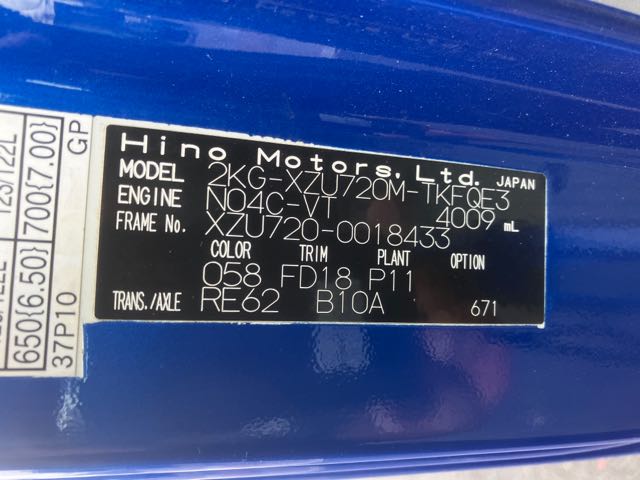 Hino Motors, Ltd. JAPAN
MODEL 2KG-XZU720M-TKFQE3
ENGINE N04C-VT 4009 mL
FRAME No. XZU720-0018433
COLOR TRIM PLANT OPTION
058 FD18 P11
TRANS./AXLE RE62 B10A 671
650{6.50} 700{7.00}
37P10 GP